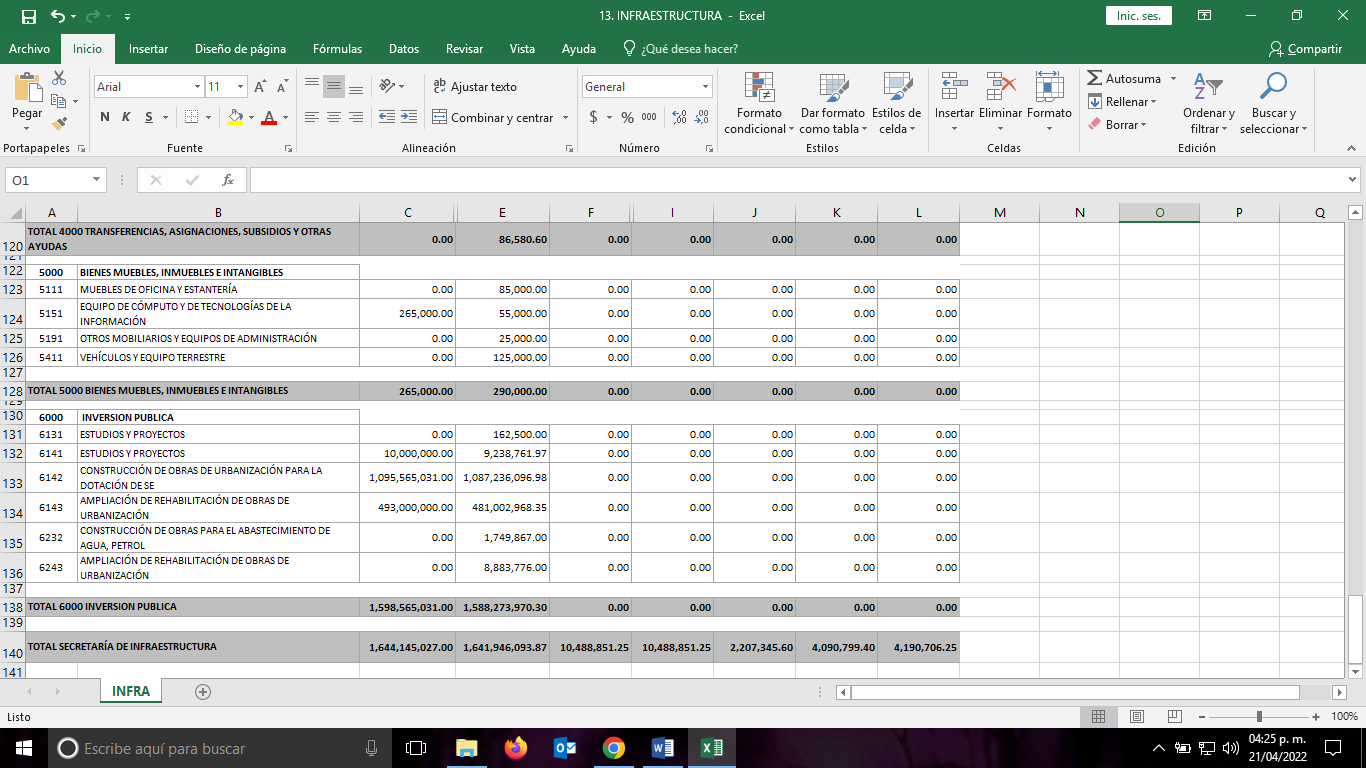 13. INFRAESTRUCTURA - Excel
Inic. ses.
Archivo Inicio Insertar Diseño de página Fórmulas Datos Revisar Vista Ayuda ¿Qué desea hacer? Compartir
Pegar
Portapapeles
Arial 11
N K S
Fuente
Ajustar texto
Combinar y centrar
Alineación
General
$ % 000
Número
Formato condicional
Dar formato como tabla
Estilos de celda
Estilos
Insertar Eliminar Formato
Celdas
Autosuma
Rellenar
Borrar
Ordenar y filtrar
Buscar y seleccionar
Edición
O1 fx
A B C E F I J K L M N O P Q
120 TOTAL 4000 TRANSFERENCIAS, ASIGNACIONES, SUBSIDIOS Y OTRAS
AYUDAS 0.00 86,580.60 0.00 0.00 0.00 0.00 0.00
121
122 5000 BIENES MUEBLES, INMUEBLES E INTANGIBLES
123 5111 MUEBLES DE OFICINA Y ESTANTERÍA 0.00 85,000.00 0.00 0.00 0.00 0.00 0.00
124 5151 EQUIPO DE CÓMPUTO Y DE TECNOLOGÍAS DE LA
INFORMACIÓN 265,000.00 55,000.00 0.00 0.00 0.00 0.00 0.00
125 5191 OTROS MOBILIARIOS Y EQUIPOS DE ADMINISTRACIÓN 0.00 25,000.00 0.00 0.00 0.00 0.00 0.00
126 5411 VEHÍCULOS Y EQUIPO TERRESTRE 0.00 125,000.00 0.00 0.00 0.00 0.00 0.00
127
128 TOTAL 5000 BIENES MUEBLES, INMUEBLES E INTANGIBLES 265,000.00 290,000.00 0.00 0.00 0.00 0.00 0.00
129
130 6000 INVERSION PUBLICA
131 6131 ESTUDIOS Y PROYECTOS 0.00 162,500.00 0.00 0.00 0.00 0.00 0.00
132 6141 ESTUDIOS Y PROYECTOS 10,000,000.00 9,238,761.97 0.00 0.00 0.00 0.00 0.00
133 6142 CONSTRUCCIÓN DE OBRAS DE URBANIZACIÓN PARA LA
DOTACIÓN DE SE 1,095,565,031.00 1,087,236,096.98 0.00 0.00 0.00 0.00 0.00
134 6143 AMPLIACIÓN DE REHABILITACIÓN DE OBRAS DE
URBANIZACIÓN 493,000,000.00 481,002,968.35 0.00 0.00 0.00 0.00 0.00
135 6232 CONSTRUCCIÓN DE OBRAS PARA EL ABASTECIMIENTO DE
AGUA, PETROL 0.00 1,749,867.00 0.00 0.00 0.00 0.00 0.00
136 6243 AMPLIACIÓN DE REHABILITACIÓN DE OBRAS DE
URBANIZACIÓN 0.00 8,883,776.00 0.00 0.00 0.00 0.00 0.00
137
138 TOTAL 6000 INVERSION PUBLICA 1,598,565,031.00 1,588,273,970.30 0.00 0.00 0.00 0.00 0.00
139
140 TOTAL SECRETARÍA DE INFRAESTRUCTURA 1,644,145,027.00 1,641,946,093.87 10,488,851.25 10,488,851.25 2,207,345.60 4,090,799.40 4,190,706.25
141
INFRA
Listo 100%
Escribe aquí para buscar
04:25 p. m.
21/04/2022